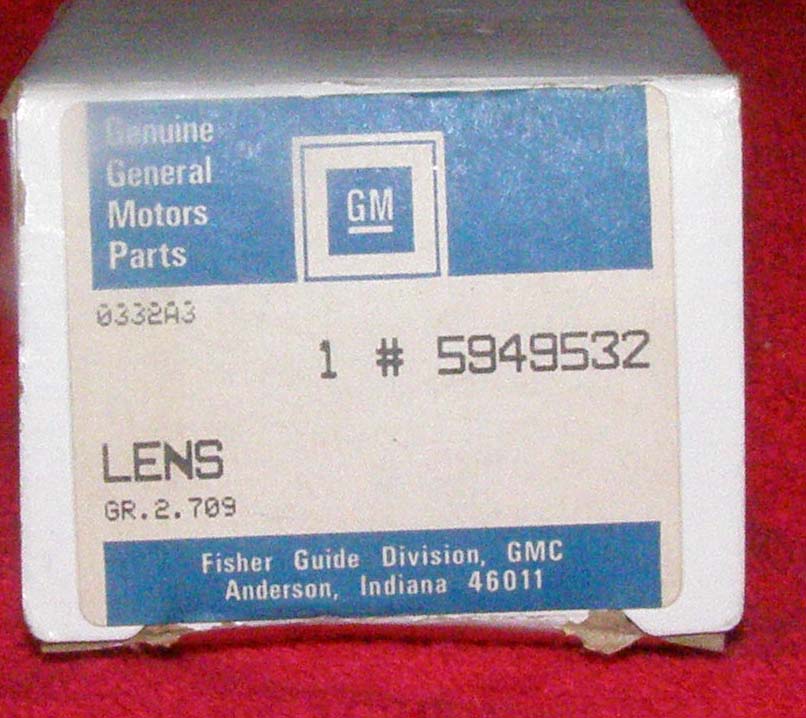 Genuine
General
Motors
Parts
GM
0332A3
1 # 5949532
LENS
GR.2.709
Fisher Guide Division, GMC
Anderson, Indiana 46011